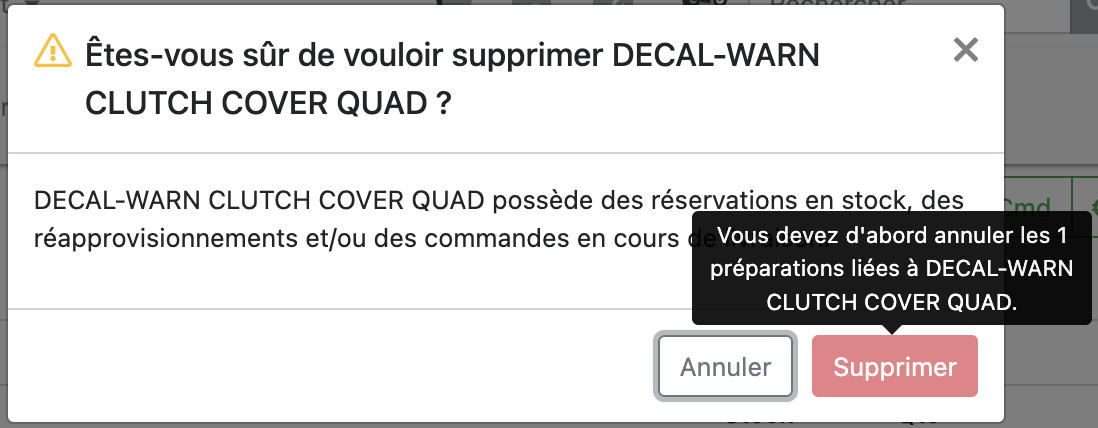 Rechercher
Êtes-vous sûr de vouloir supprimer DECAL-WARN
CLUTCH COVER QUAD ?
DECAL-WARN CLUTCH COVER QUAD possède des réservations en stock, des
réapprovisionnements et/ou des commandes en cours de livraison.
Cmd
Vous devez d'abord annuler les 1
préparations liées à DECAL-WARN
CLUTCH COVER QUAD.
Annuler
Supprimer